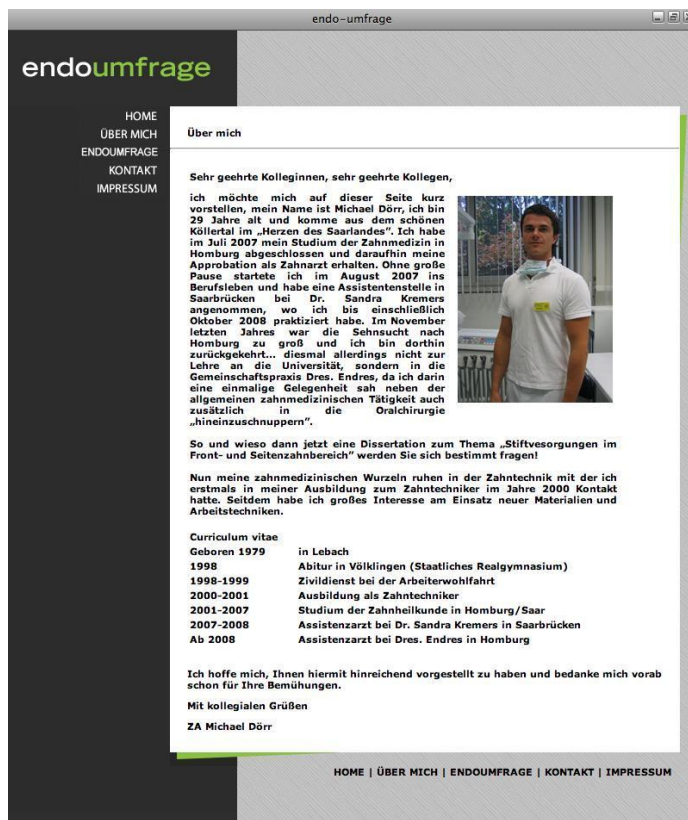 endo-umfrage
endoumfrage
HOME
ÜBER MICH
ENDOUMFRAGE
KONTAKT
IMPRESSUM
Über mich
Sehr geehrte Kolleginnen, sehr geehrte Kollegen,
ich möchte mich auf dieser Seite kurz
vorstellen, mein Name ist Michael Dörr, ich bin
29 Jahre alt und komme aus dem schönen
Köllertal im „Herzen des Saarlandes”. Ich habe
im Juli 2007 mein Studium der Zahnmedizin in
Homburg abgeschlossen und daraufhin meine
Approbation als Zahnarzt erhalten. Ohne große
Pause startete ich im August 2007 ins
Berufsleben und habe eine Assistentenstelle in
Saarbrücken bei Dr. Sandra Kremers
angenommen, wo ich bis einschließlich
Oktober 2008 praktiziert habe. Im November
letzten Jahres war die Sehnsucht nach
Homburg zu groß und ich bin dorthin
zurückgekehrt... diesmal allerdings nicht zur
Lehre an die Universität, sondern in die
Gemeinschaftspraxis Dres. Endres, da ich darin
eine einmalige Gelegenheit sah neben der
allgemeinen zahnmedizinischen Tätigkeit auch
zusätzlich in die Oralchirurgie
„hineinzuschnuppern”.
So und wieso dann jetzt eine Dissertation zum Thema „Stiftvesorgungen im
Front- und Seitenzahnbereich” werden Sie sich bestimmt fragen!
Nun meine zahnmedizinischen Wurzeln ruhen in der Zahntechnik mit der ich
erstmals in meiner Ausbildung zum Zahntechniker im Jahre 2000 Kontakt
hatte. Seitdem habe ich großes Interesse am Einsatz neuer Materialien und
Arbeitstechniken.
Curriculum vitae
Geboren 1979 in Lebach
1998 Abitur in Völklingen (Staatliches Realgymnasium)
1998-1999 Zivildienst bei der Arbeiterwohlfahrt
2000-2001 Ausbildung als Zahntechniker
2001-2007 Studium der Zahnheilkunde in Homburg/Saar
2007-2008 Assistenzarzt bei Dr. Sandra Kremers in Saarbrücken
Ab 2008 Assistenzarzt bei Dres. Endres in Homburg
Ich hoffe mich, Ihnen hiermit hinreichend vorgestellt zu haben und bedanke mich vorab
schon für Ihre Bemühungen.
Mit kollegialen Grüßen
ZA Michael Dörr
HOME | ÜBER MICH | ENDOUMFRAGE | KONTAKT | IMPRESSUM